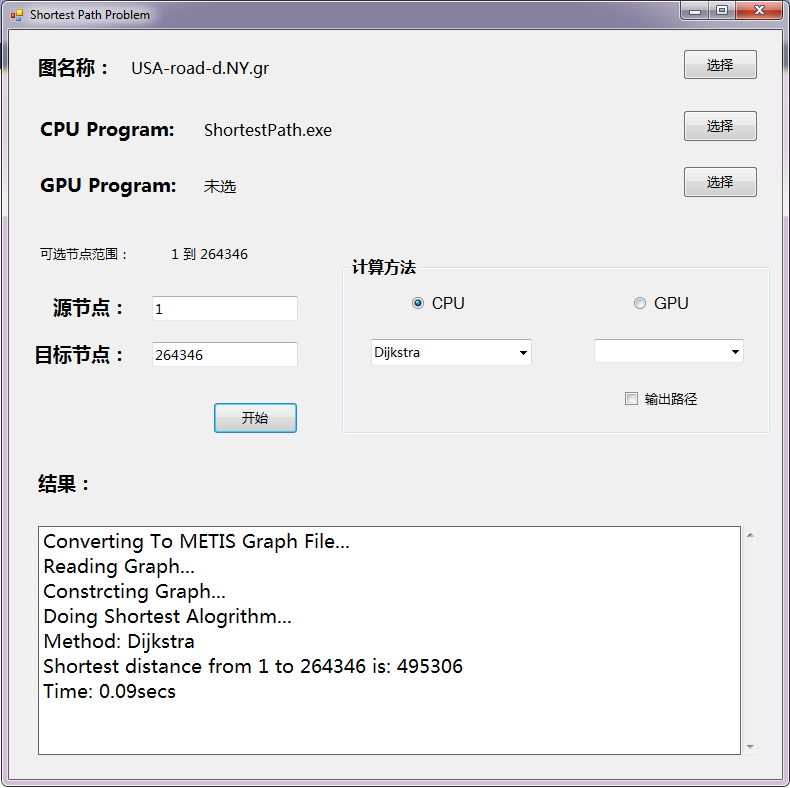 Shortest Path Problem
图名称： USA-road-d.NY.gr 选择
CPU Program: ShortestPath.exe 选择
GPU Program: 未选 选择
可选节点范围： 1 到 264346
计算方法
源节点： 1
CPU GPU
目标节点： 264346
Dijkstra
输出路径
开始
结果：
Converting To METIS Graph File...
Reading Graph...
Constrcting Graph...
Doing Shortest Alogrithm...
Method: Dijkstra
Shortest distance from 1 to 264346 is: 495306
Time: 0.09secs